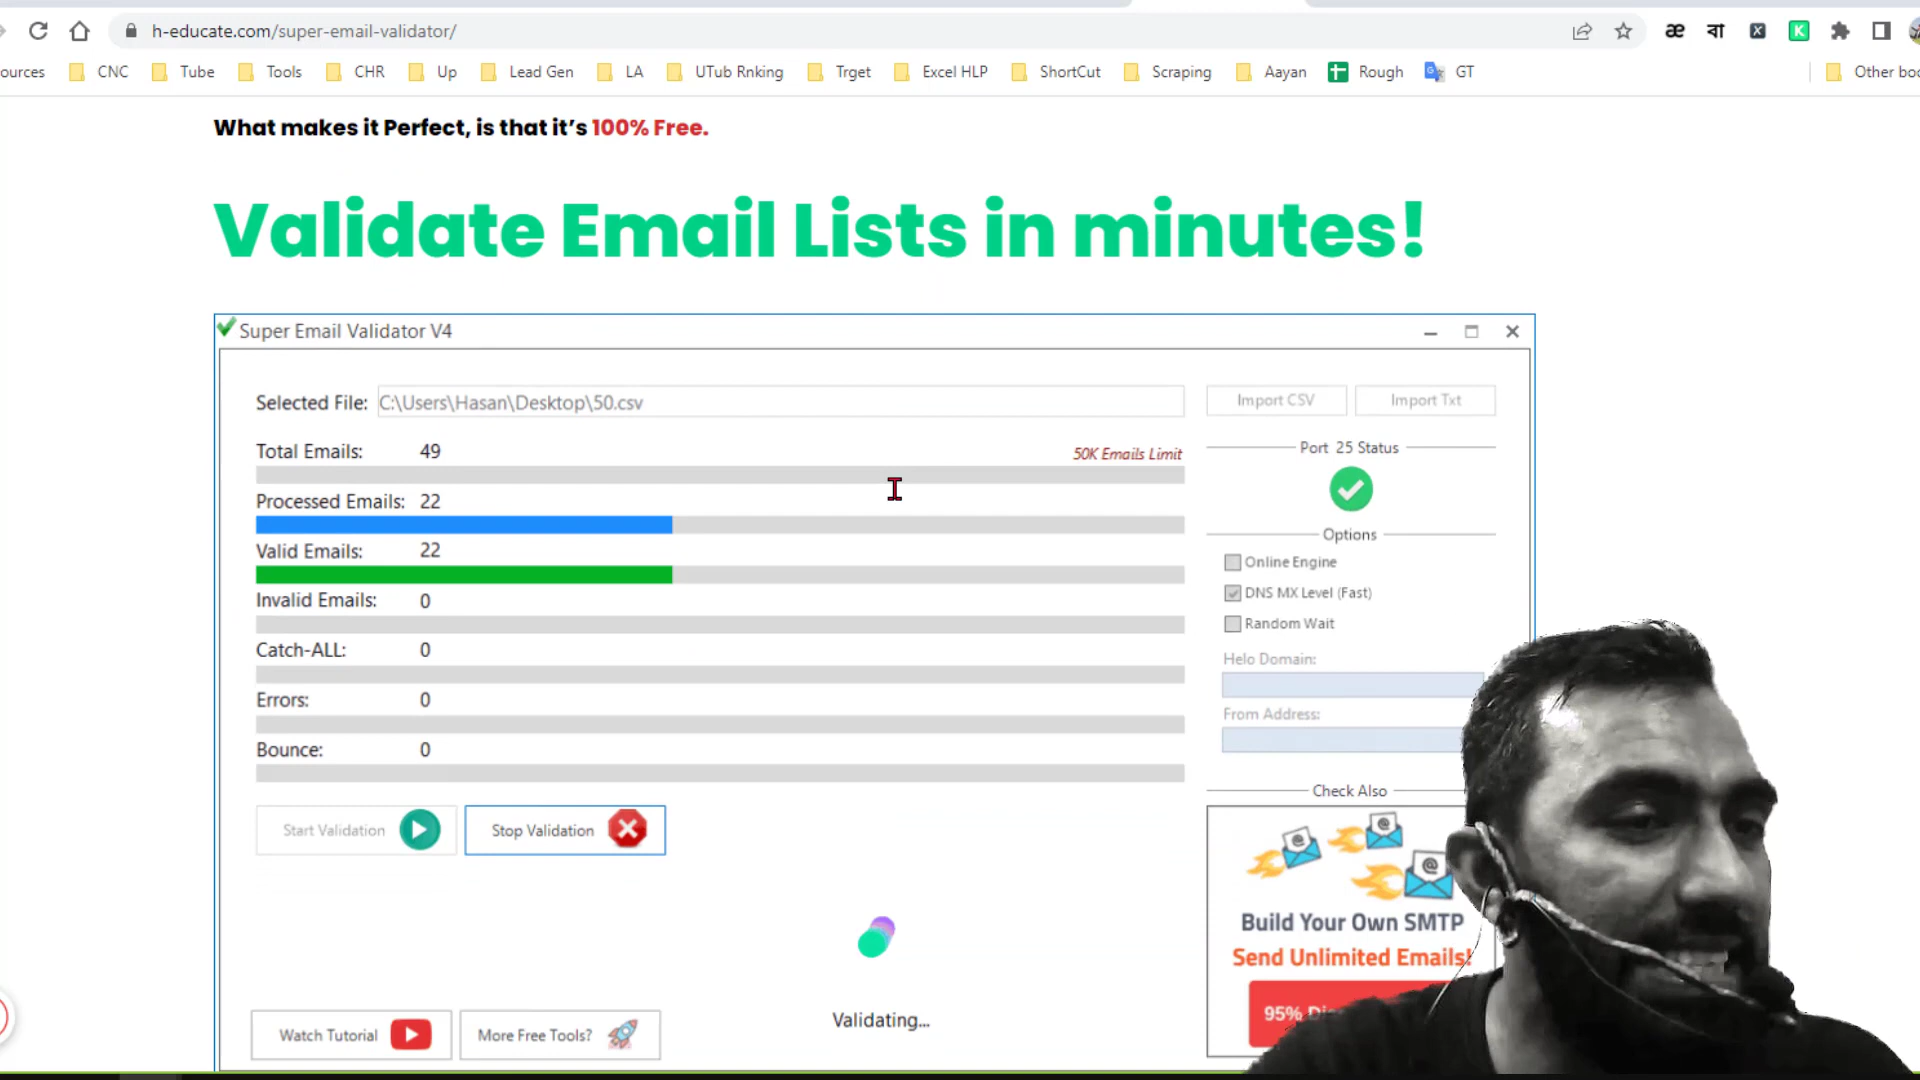 h-educate.com/super-email-validator/
ources CNC Tube Tools CHR Up Lead Gen LA UTub Rnking Trget Excel HLP ShortCut Scraping Aayan Rough GT Other boo
What makes it Perfect, is that it's 100% Free.
Validate Email Lists in minutes!
Super Email Validator V4
Selected File: C:\Users\Hasan\Desktop\50.csv Import CSV Import Txt
Total Emails: 49 50K Emails Limit
Port 25 Status
Processed Emails: 22
Options
Valid Emails: 22
Online Engine
DNS MX Level (Fast)
Invalid Emails: 0
Random Wait
Catch-ALL: 0
Helo Domain:
Errors: 0
From Address:
Bounce: 0
Check Also
Start Validation Stop Validation
Build Your Own SMTP
Send Unlimited Emails!
95%
Validating...
Watch Tutorial More Free Tools?